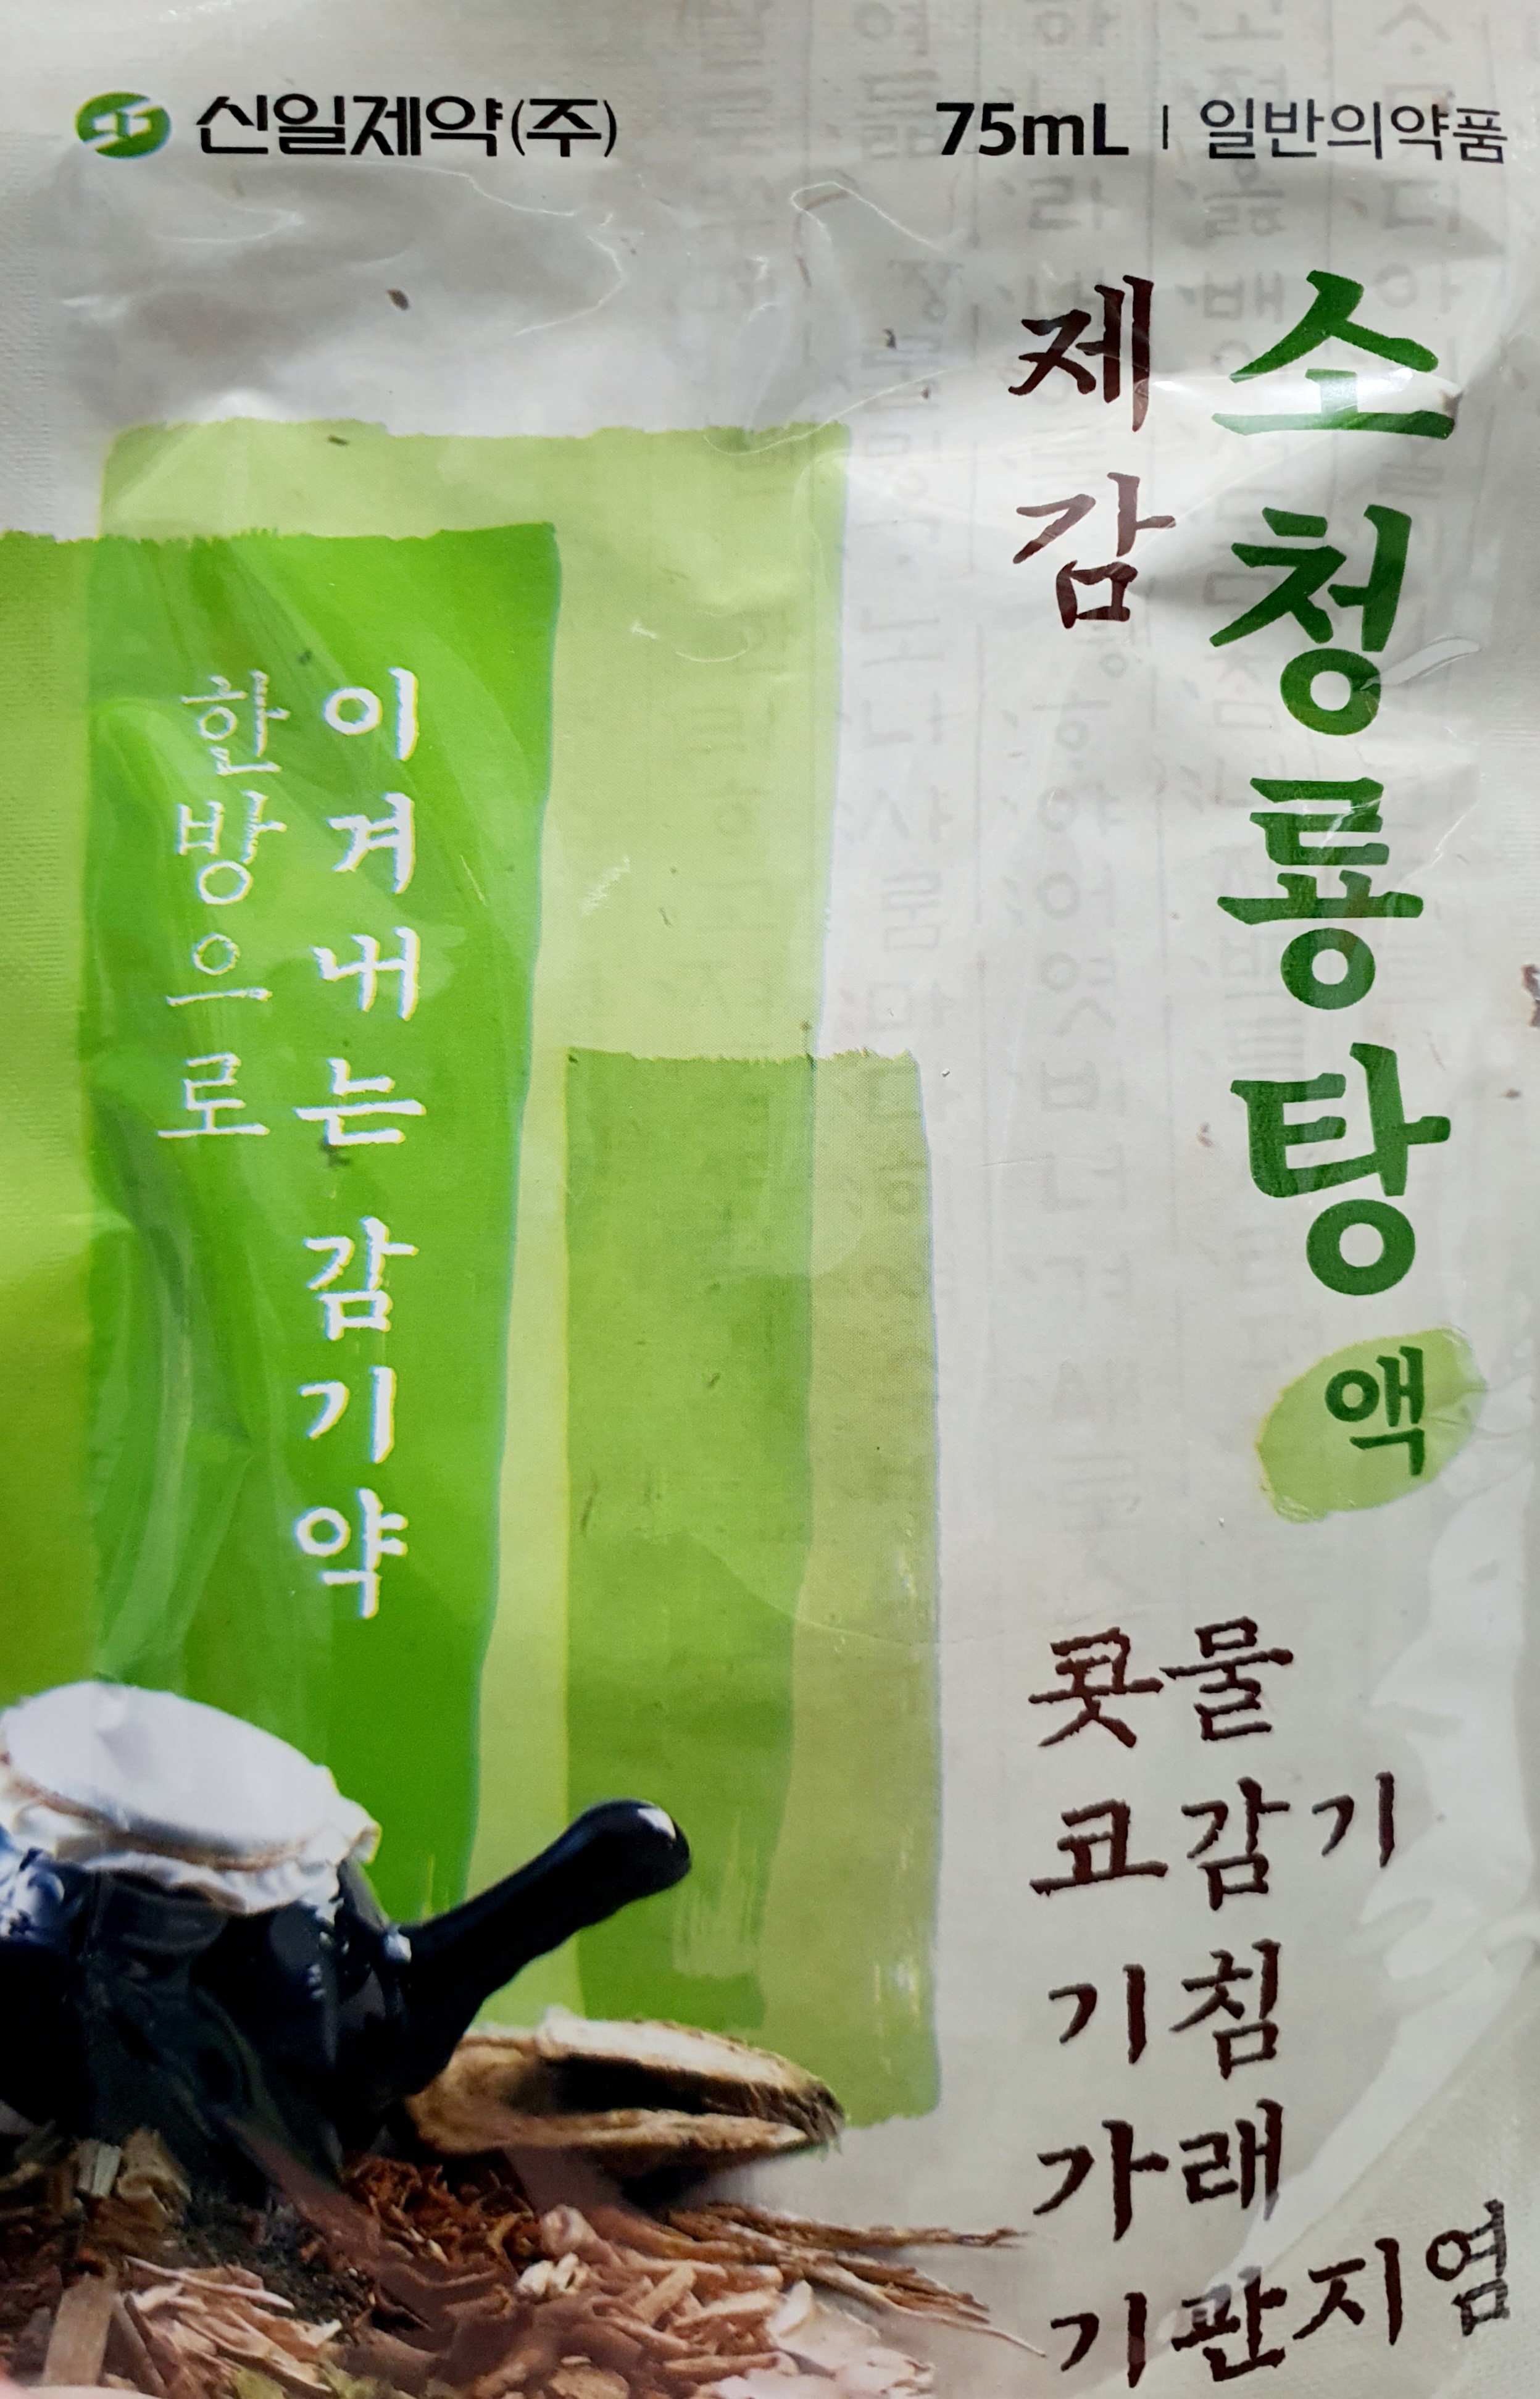 신일제약(주)
75mL | 일반의약품
제감
소청룡탕
액
한방으로
이겨내는 감기약
콧물
코감기
기침
가래
기관지염